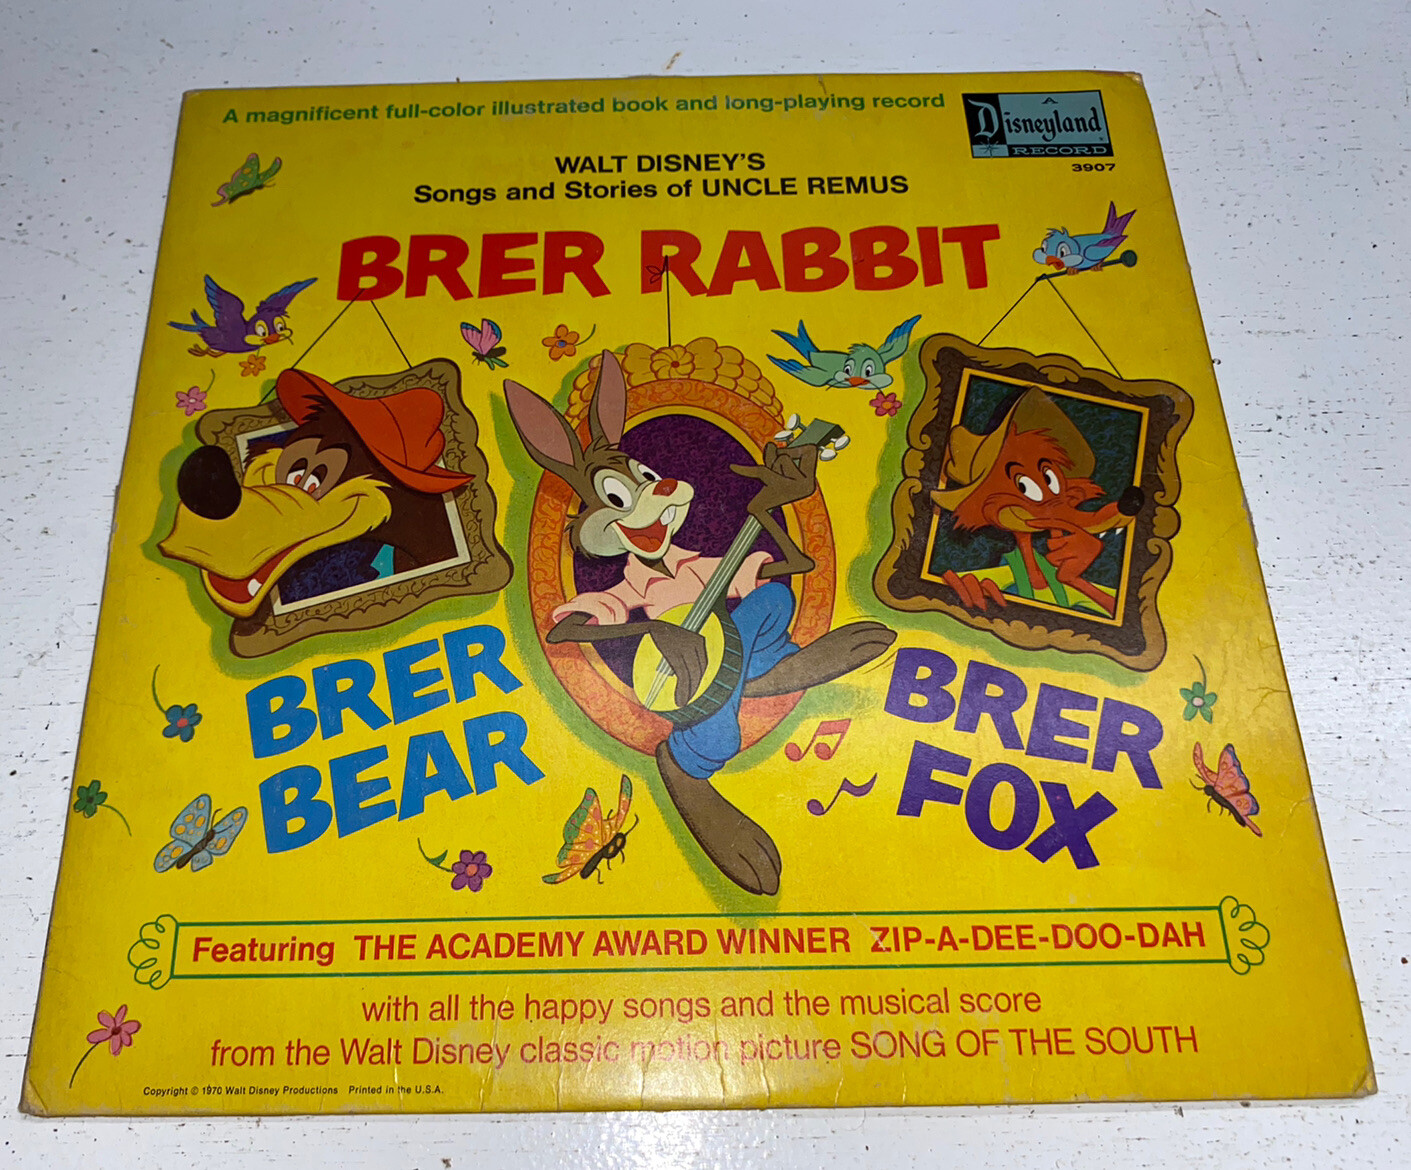 A magnificent full-color illustrated book and long-playing record
A
Disneyland
RECORD
3907
WALT DISNEY'S
Songs and Stories of UNCLE REMUS
BRER RABBIT
BRER
BEAR
BRER
FOX
Featuring THE ACADEMY AWARD WINNER ZIP-A-DEE-DOO-DAH
with all the happy songs and the musical score
from the Walt Disney classic motion picture SONG OF THE SOUTH
Copyright © 1970 Walt Disney Productions Printed in the U.S.A.